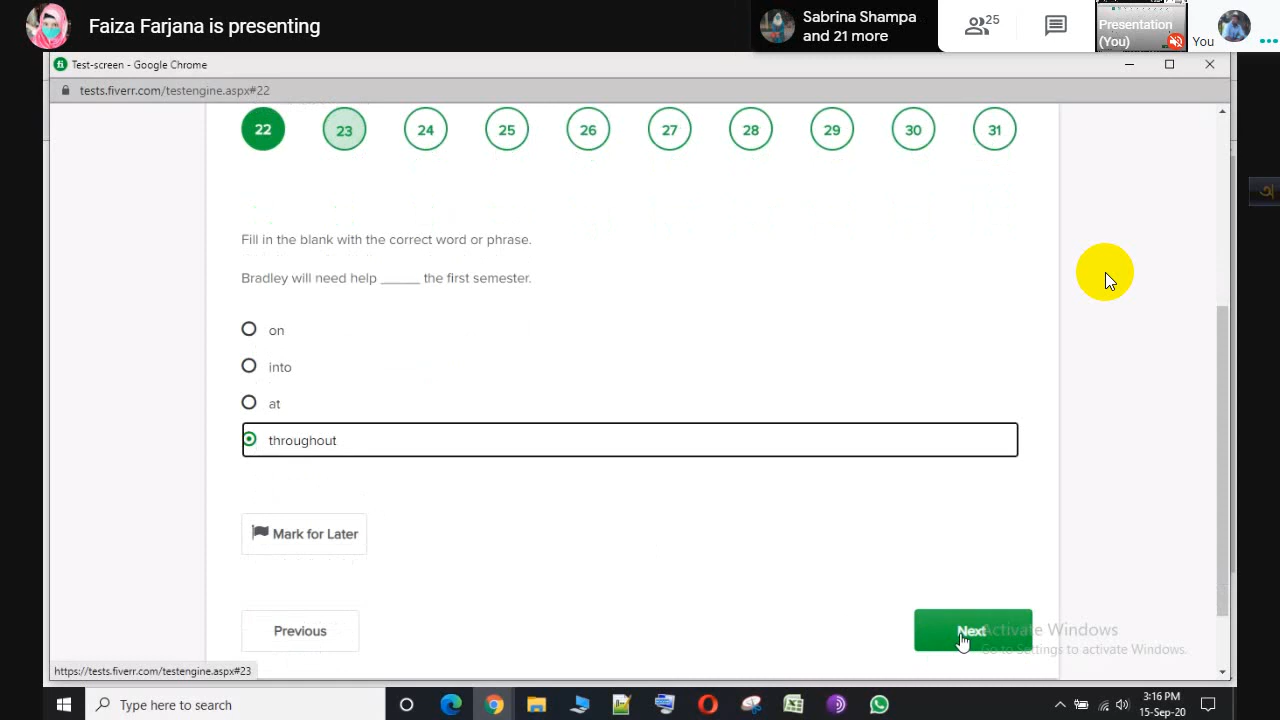 Faiza Farjana is presenting
Sabrina Shampa
and 21 more
25
Presentation
(You)
You
Test-screen - Google Chrome
tests.fiverr.com/testengine.aspx#22
22 23 24 25 26 27 28 29 30 31
Fill in the blank with the correct word or phrase.
Bradley will need help _____ the first semester.
on
into
at
throughout
Mark for Later
Previous
Next
Activate Windows
Go to Settings to activate Windows.
https://tests.fiverr.com/testengine.aspx#23
Type here to search
3:16 PM
15-Sep-20
অ